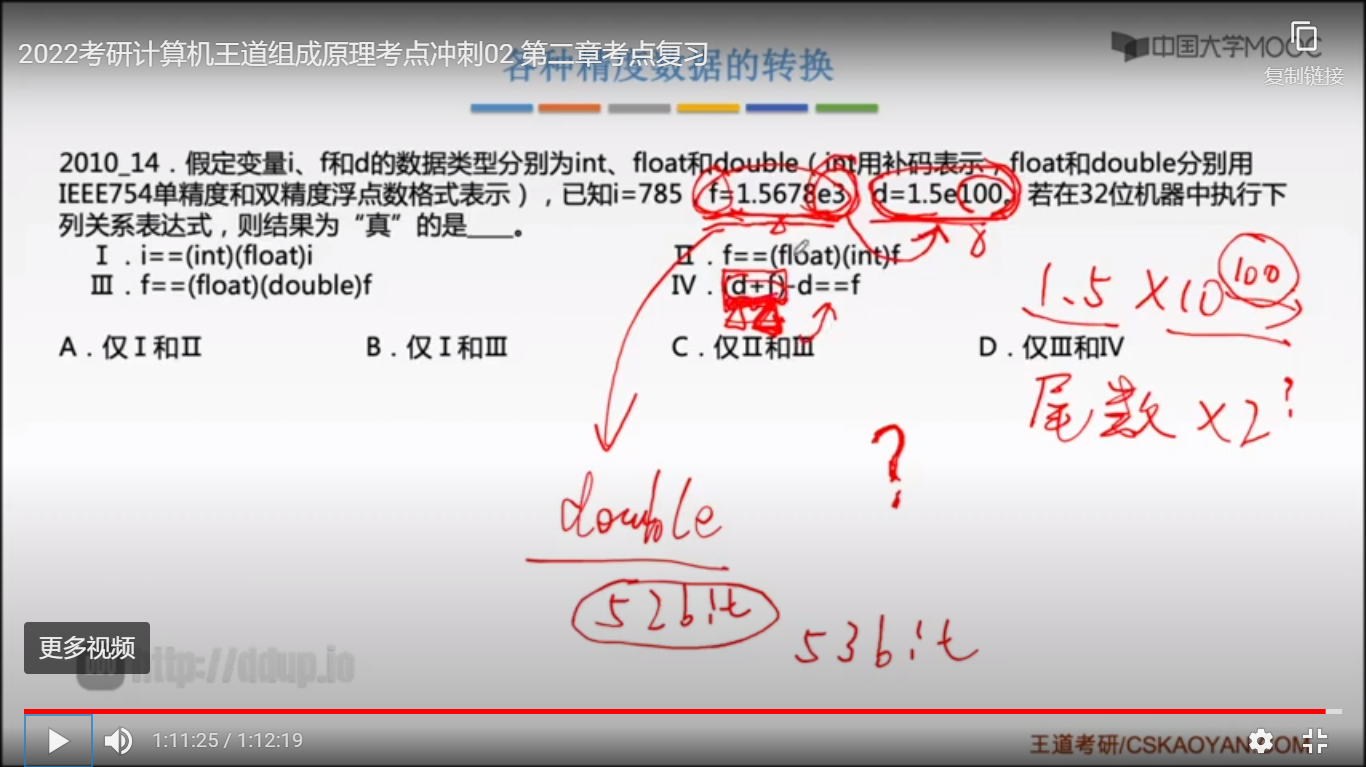 2022考研计算机王道组成原理考点冲刺02 第二章考点复习
各种精度数据的转换
中国大学MOOC
复制链接
2010_14．假定变量i、f和d的数据类型分别为int、float和double（int用补码表示，float和double分别用
IEEE754单精度和双精度浮点数格式表示），已知i=785 f=1.5678e3 d=1.5e100。若在32位机器中执行下
列关系表达式，则结果为“真”的是____。
Ⅰ．i==(int)(float)i
Ⅱ．f==(float)(int)f
Ⅲ．f==(float)(double)f
Ⅳ．(d+f)-d==f
1.5 ×10 100
A．仅Ⅰ和Ⅱ
B．仅Ⅰ和Ⅲ
C．仅Ⅱ和Ⅲ
D．仅Ⅲ和Ⅳ
尾数 ×2?
?
double
52bit
53bit
更多视频
http://ddup.io
1:11:25 / 1:12:19
王道考研/CSKAOYAN.COM